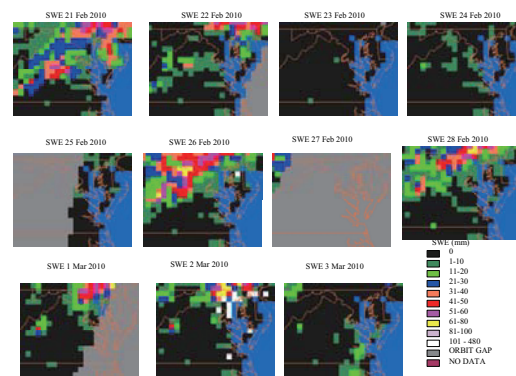 SWE 21 Feb 2010
SWE 22 Feb 2010
SWE 23 Feb 2010
SWE 24 Feb 2010
SWE 25 Feb 2010
SWE 26 Feb 2010
SWE 27 Feb 2010
SWE 28 Feb 2010
SWE 1 Mar 2010
SWE 2 Mar 2010
SWE 3 Mar 2010
SWE (mm)
0
1-10
11-20
21-30
31-40
41-50
51-60
61-80
81-100
101 - 480
ORBIT GAP
NO DATA